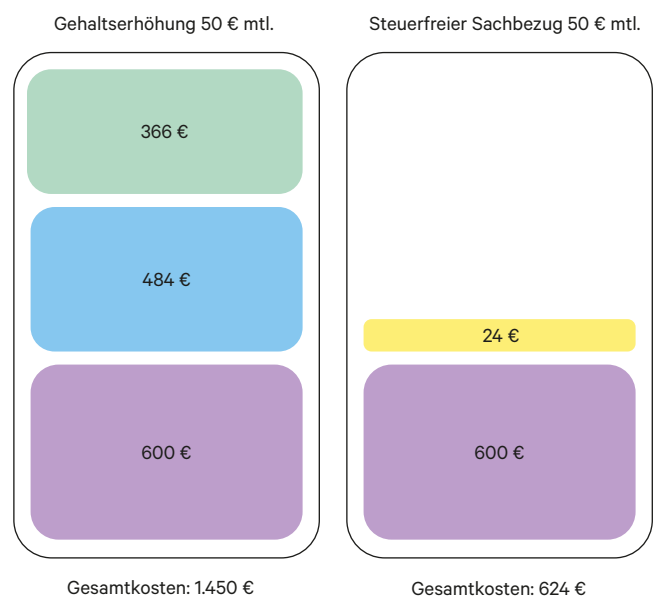 Gehaltserhöhung 50 € mtl.
366 €
484 €
600 €
Gesamtkosten: 1.450 €
Steuerfreier Sachbezug 50 € mtl.
24 €
600 €
Gesamtkosten: 624 €